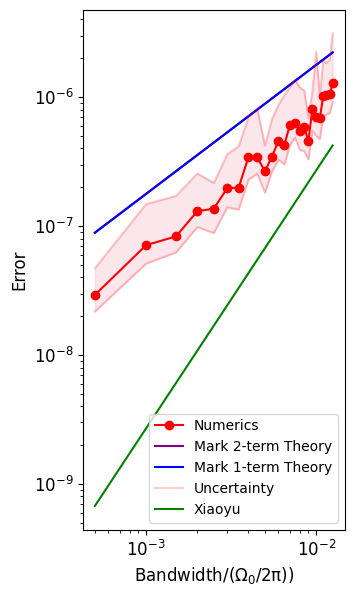 10⁻⁶
10⁻⁷
10⁻⁸
10⁻⁹
Error
Numerics
Mark 2-term Theory
Mark 1-term Theory
Uncertainty
Xiaoyu
10⁻³
10⁻²
Bandwidth/(Ω₀/2π))